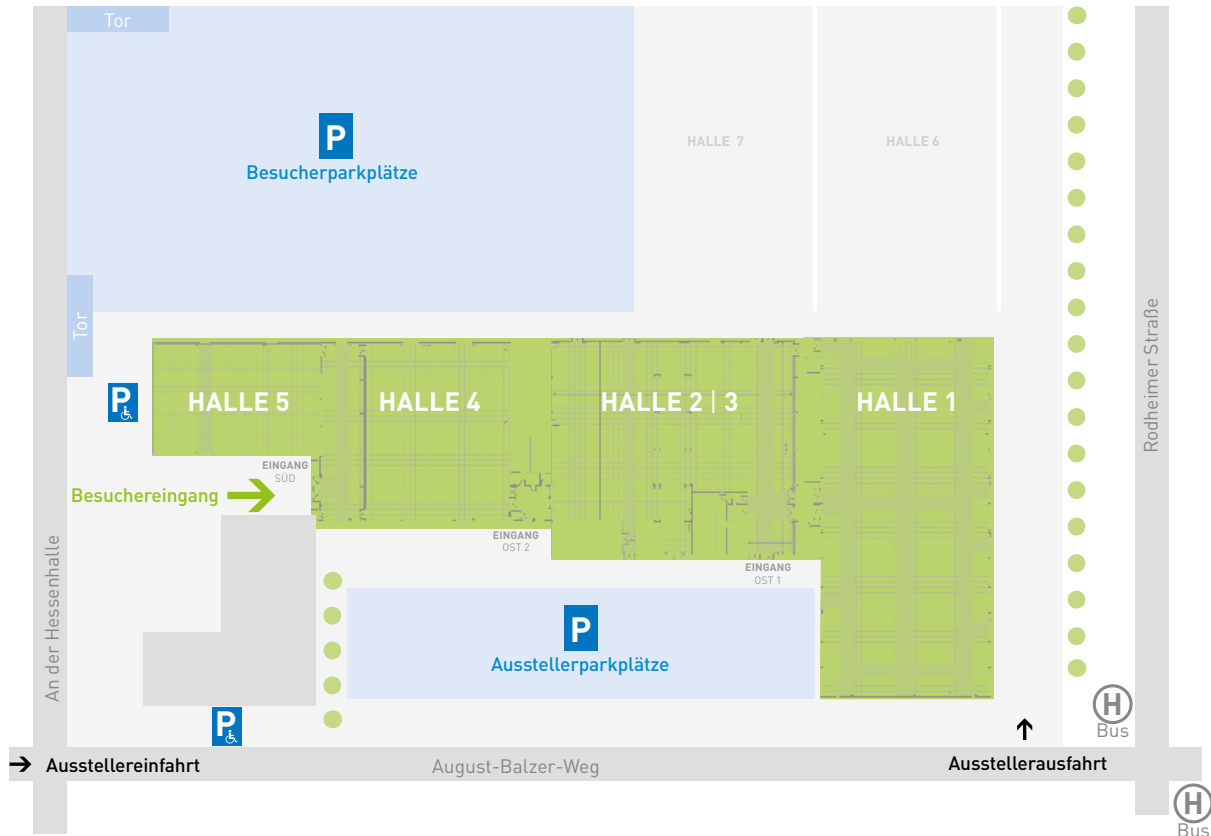 Tor
P
Besucherparkplätze
HALLE 7
HALLE 6
Tor
Rodheimer Straße
P
HALLE 5
HALLE 4
HALLE 2 | 3
HALLE 1
EINGANG
SÜD
Besuchereingang
EINGANG
OST 2
EINGANG
OST 1
An der Hessenhalle
P
Ausstellerparkplätze
P
H
Bus
Ausstellereinfahrt
August-Balzer-Weg
Ausstellerausfahrt
H
Bus